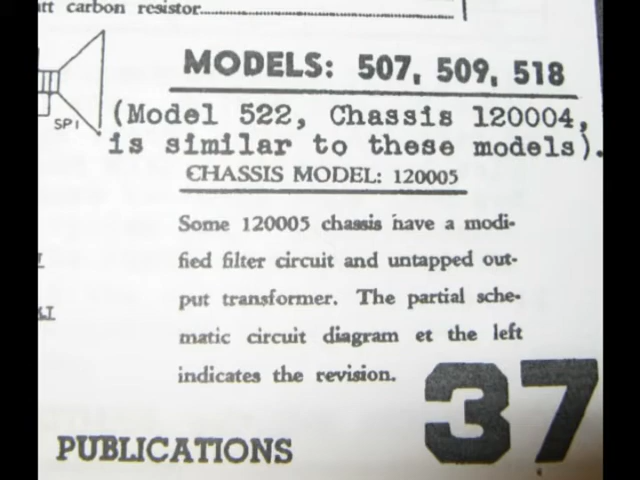 tt carbon resistor
SP1
MODELS: 507, 509, 518
(Model 522, Chassis 120004,
is similar to these models).
CHASSIS MODEL: 120005
Some 120005 chassis have a modi-
fied filter circuit and untapped out-
put transformer. The partial sche-
matic circuit diagram et the left
indicates the revision.
37
PUBLICATIONS